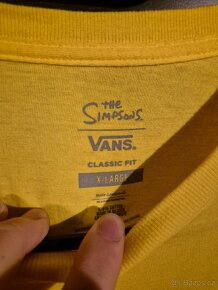 THE
SIMPSONS
VANS.
CLASSIC FIT
X-LARGE